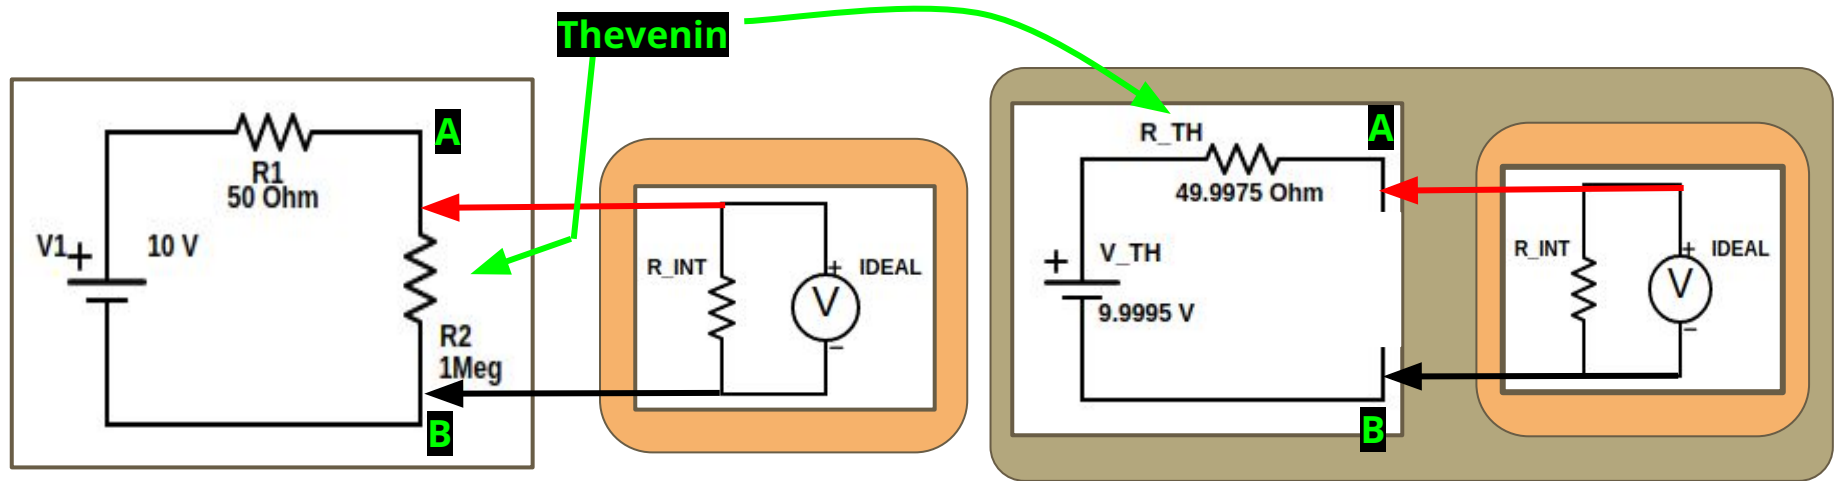 Thevenin
A
R1
50 Ohm
V1
+
10 V
R2
1Meg
B
R_INT
+
IDEAL
V
−
R_TH
A
49.9975 Ohm
+
V_TH
9.9995 V
B
R_INT
+
IDEAL
V
−